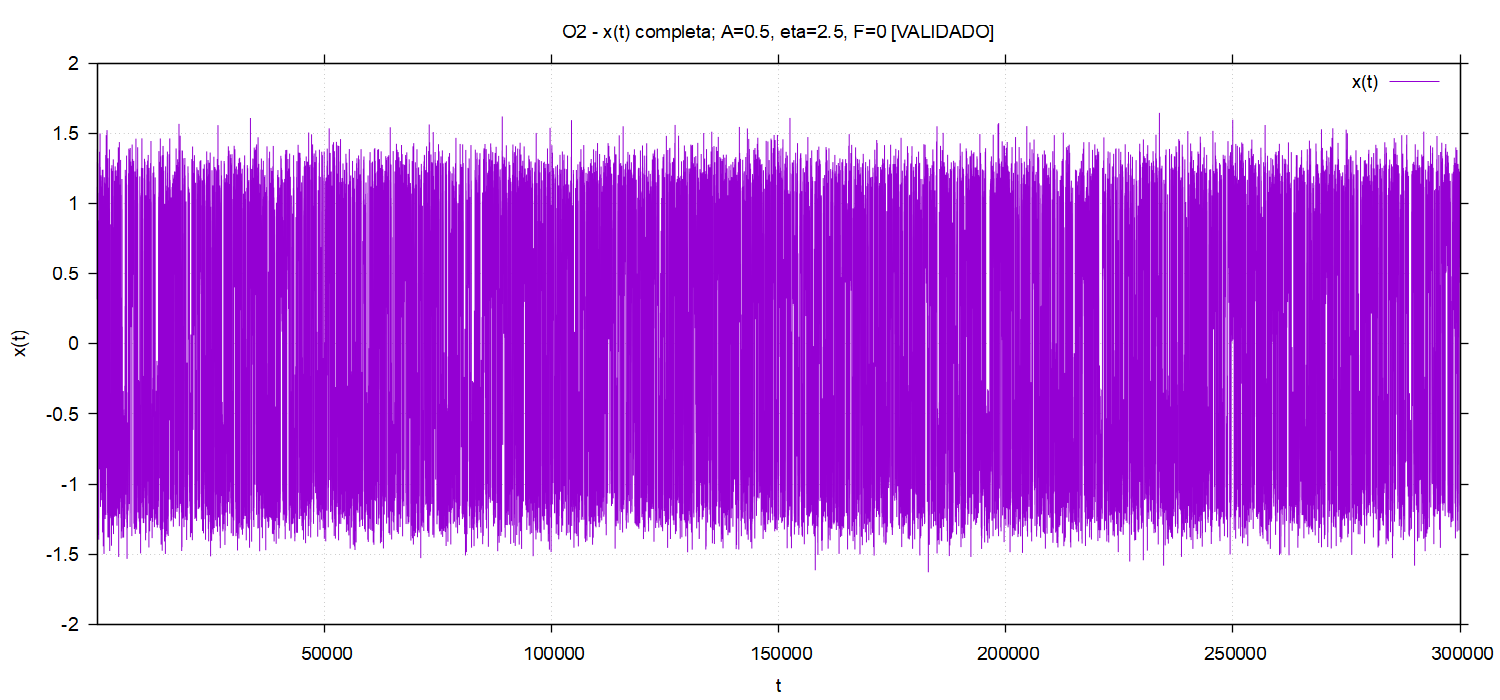 O2 - x(t) completa; A=0.5, eta=2.5, F=0 [VALIDADO]
x(t)
2
1.5
1
0.5
0
-0.5
-1
-1.5
-2
x(t)
50000 100000 150000 200000 250000 300000
t